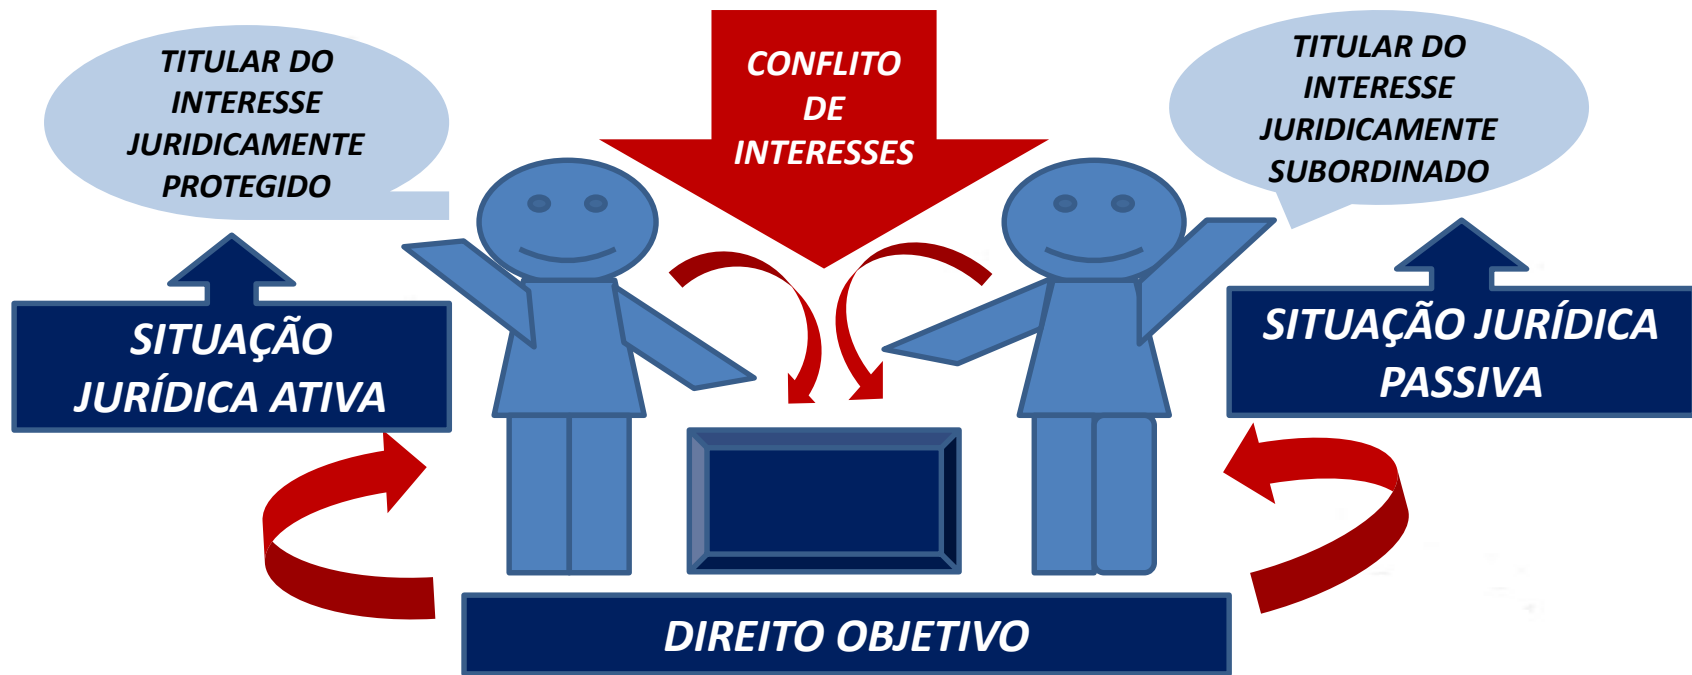 TITULAR DO
INTERESSE
JURIDICAMENTE
PROTEGIDO
CONFLITO
DE
INTERESSES
TITULAR DO
INTERESSE
JURIDICAMENTE
SUBORDINADO
SITUAÇÃO
JURÍDICA ATIVA
SITUAÇÃO JURÍDICA
PASSIVA
DIREITO OBJETIVO